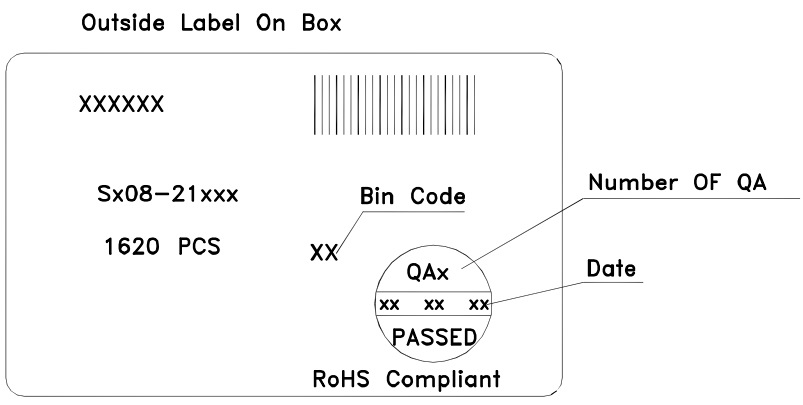 Outside Label On Box
XXXXXX
Sx08-21xxx
Bin Code
Number OF QA
1620 PCS
XX
QAx
Date
xx xx xx
PASSED
RoHS Compliant